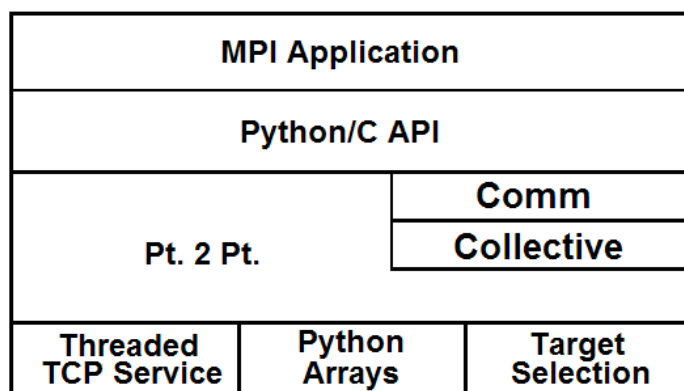 MPI Application
Python/C API
Comm
Collective
Pt. 2 Pt.
Threaded
TCP Service
Python
Arrays
Target
Selection